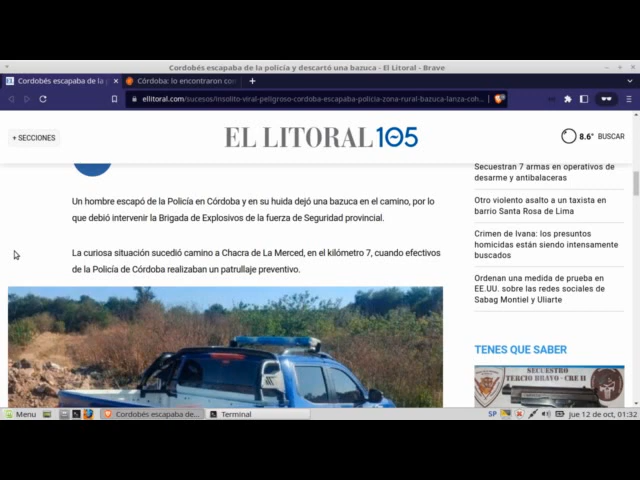 Cordobés escapaba de la policía y descartó una bazuca - El Litoral - Brave
Cordobés escapaba de la p
Córdoba: lo encontraron con
ellitoral.com/sucesos/insolito-viral-peligroso-cordoba-escapaba-policia-zona-rural-bazuca-lanza-coh...
+ SECCIONES
EL LITORAL 105
8.6°
BUSCAR
Un hombre escapó de la Policía en Córdoba y en su huida dejó una bazuca en el camino, por lo
que debió intervenir la Brigada de Explosivos de la fuerza de Seguridad provincial.
La curiosa situación sucedió camino a Chacra de La Merced, en el kilómetro 7, cuando efectivos
de la Policía de Córdoba realizaban un patrullaje preventivo.
Secuestran 7 armas en operativos de
desarme y antibalaceras
Otro violento asalto a un taxista en
barrio Santa Rosa de Lima
Crimen de Ivana: los presuntos
homicidas están siendo intensamente
buscados
Ordenan una medida de prueba en
EE.UU. sobre las redes sociales de
Sabag Montiel y Uliarte
TENES QUE SABER
SECUESTRO
TERCIO BRAVO - CRE II
Menu
Cordobés escapaba de...
Terminal
SP
jue 12 de oct, 01:32